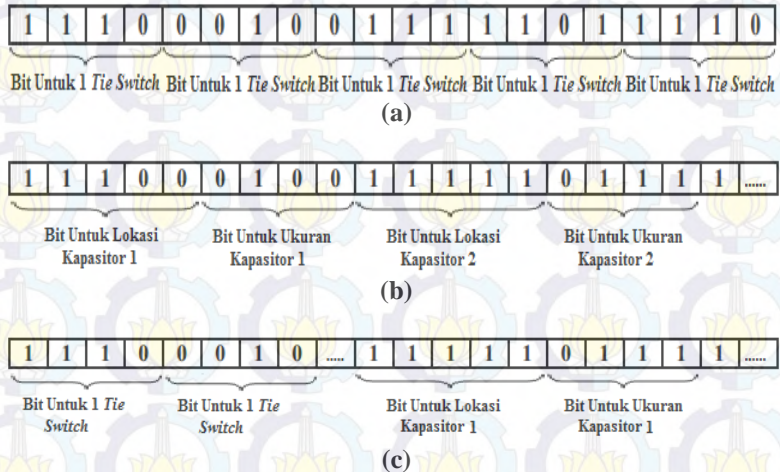 1 1 1 0 0 0 1 0 0 1 1 1 1 1 0 1 1 1 1 0
Bit Untuk 1 Tie Switch Bit Untuk 1 Tie Switch Bit Untuk 1 Tie Switch Bit Untuk 1 Tie Switch Bit Untuk 1 Tie Switch
(a)
1 1 1 0 0 0 1 0 0 1 1 1 1 1 0 1 1 1 1 ......
Bit Untuk Lokasi Bit Untuk Ukuran Bit Untuk Lokasi Bit Untuk Ukuran
Kapasitor 1 Kapasitor 1 Kapasitor 2 Kapasitor 2
(b)
1 1 1 0 0 0 1 0 ..... 1 1 1 1 1 0 1 1 1 1 ......
Bit Untuk 1 Tie Bit Untuk 1 Tie Bit Untuk Lokasi Bit Untuk Ukuran
Switch Switch Kapasitor 1 Kapasitor 1
(c)